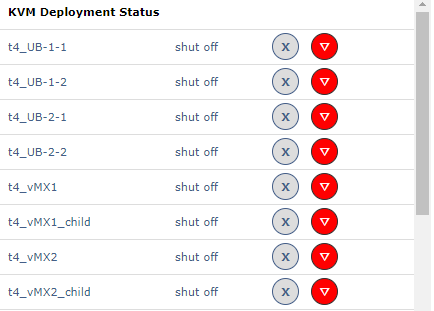 KVM Deployment Status
t4_UB-1-1 shut off X
t4_UB-1-2 shut off X
t4_UB-2-1 shut off X
t4_UB-2-2 shut off X
t4_vMX1 shut off X
t4_vMX1_child shut off X
t4_vMX2 shut off X
t4_vMX2_child shut off X